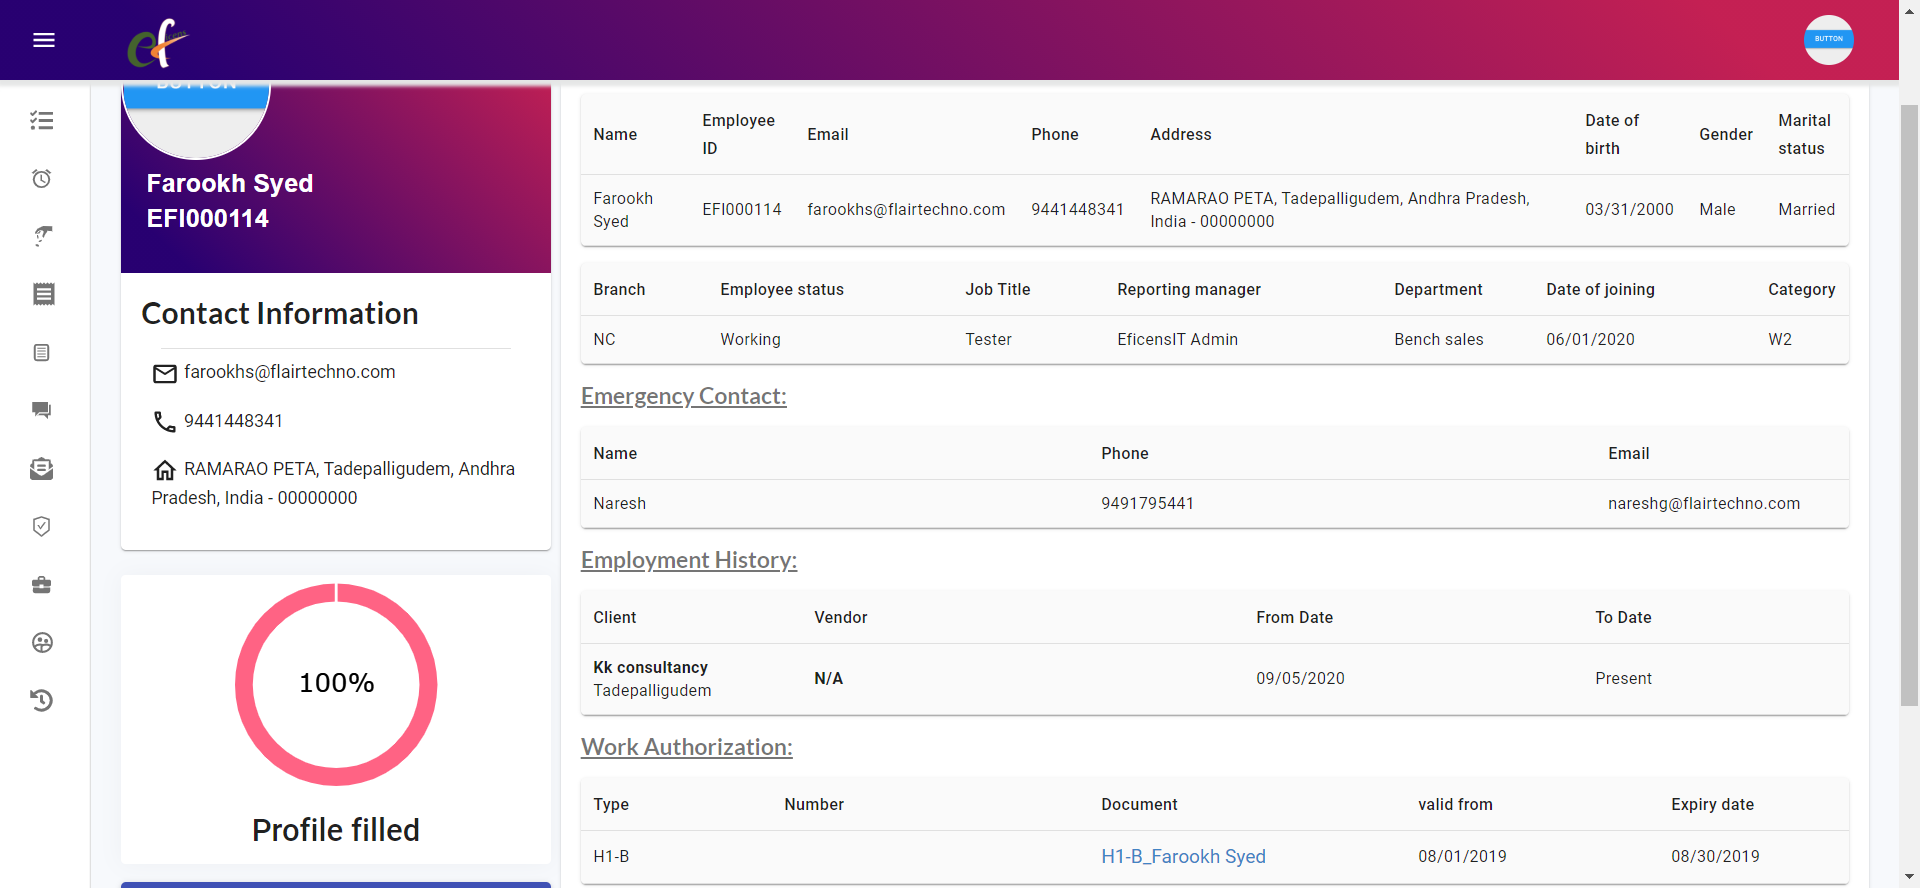 ef
BUTTON
BUTTON
Farookh Syed
EFI000114
Contact Information
farookhs@flairtechno.com
9441448341
RAMARAO PETA, Tadepalligudem, Andhra
Pradesh, India - 00000000
100%
Profile filled
Name Employee ID Email Phone Address Date of birth Gender Marital status
Farookh Syed EFI000114 farookhs@flairtechno.com 9441448341 RAMARAO PETA, Tadepalligudem, Andhra Pradesh, India - 00000000 03/31/2000 Male Married
Branch Employee status Job Title Reporting manager Department Date of joining Category
NC Working Tester EficensIT Admin Bench sales 06/01/2020 W2
Emergency Contact:
Name Phone Email
Naresh 9491795441 nareshg@flairtechno.com
Employment History:
Client Vendor From Date To Date
Kk consultancy
Tadepalligudem N/A 09/05/2020 Present
Work Authorization:
Type Number Document valid from Expiry date
H1-B H1-B_Farookh Syed 08/01/2019 08/30/2019